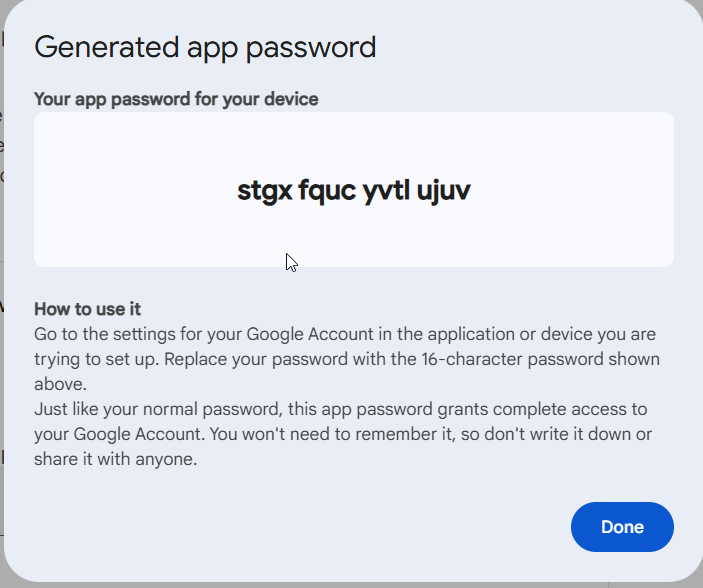 Generated app password
Your app password for your device
stgx fquc yvtl ujuv
How to use it
Go to the settings for your Google Account in the application or device you are
trying to set up. Replace your password with the 16-character password shown
above.
Just like your normal password, this app password grants complete access to
your Google Account. You won't need to remember it, so don't write it down or
share it with anyone.
Done